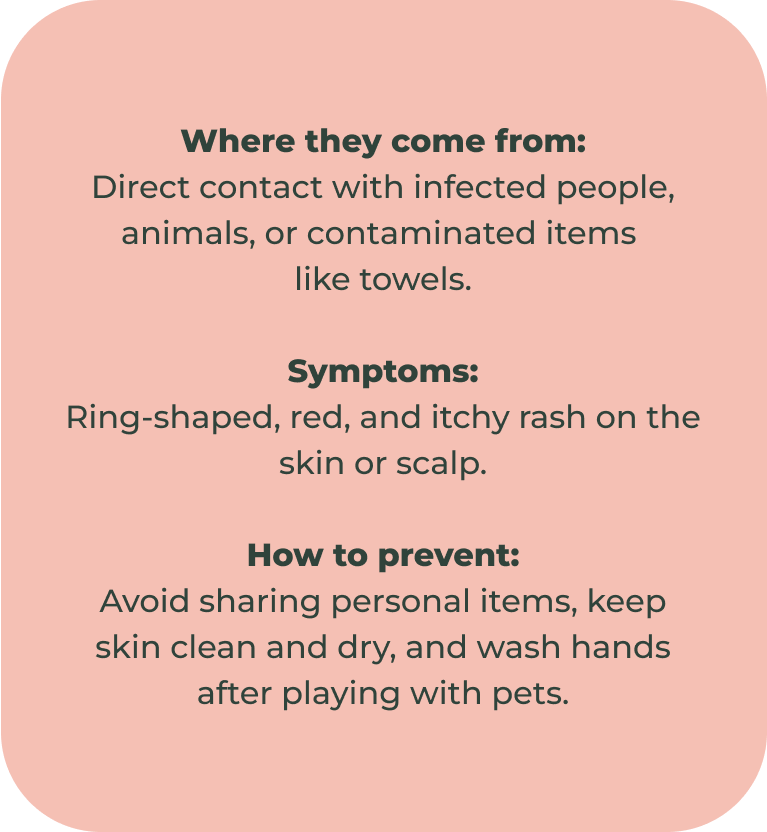 Where they come from:
Direct contact with infected people,
animals, or contaminated items
like towels.
Symptoms:
Ring-shaped, red, and itchy rash on the
skin or scalp.
How to prevent:
Avoid sharing personal items, keep
skin clean and dry, and wash hands
after playing with pets.